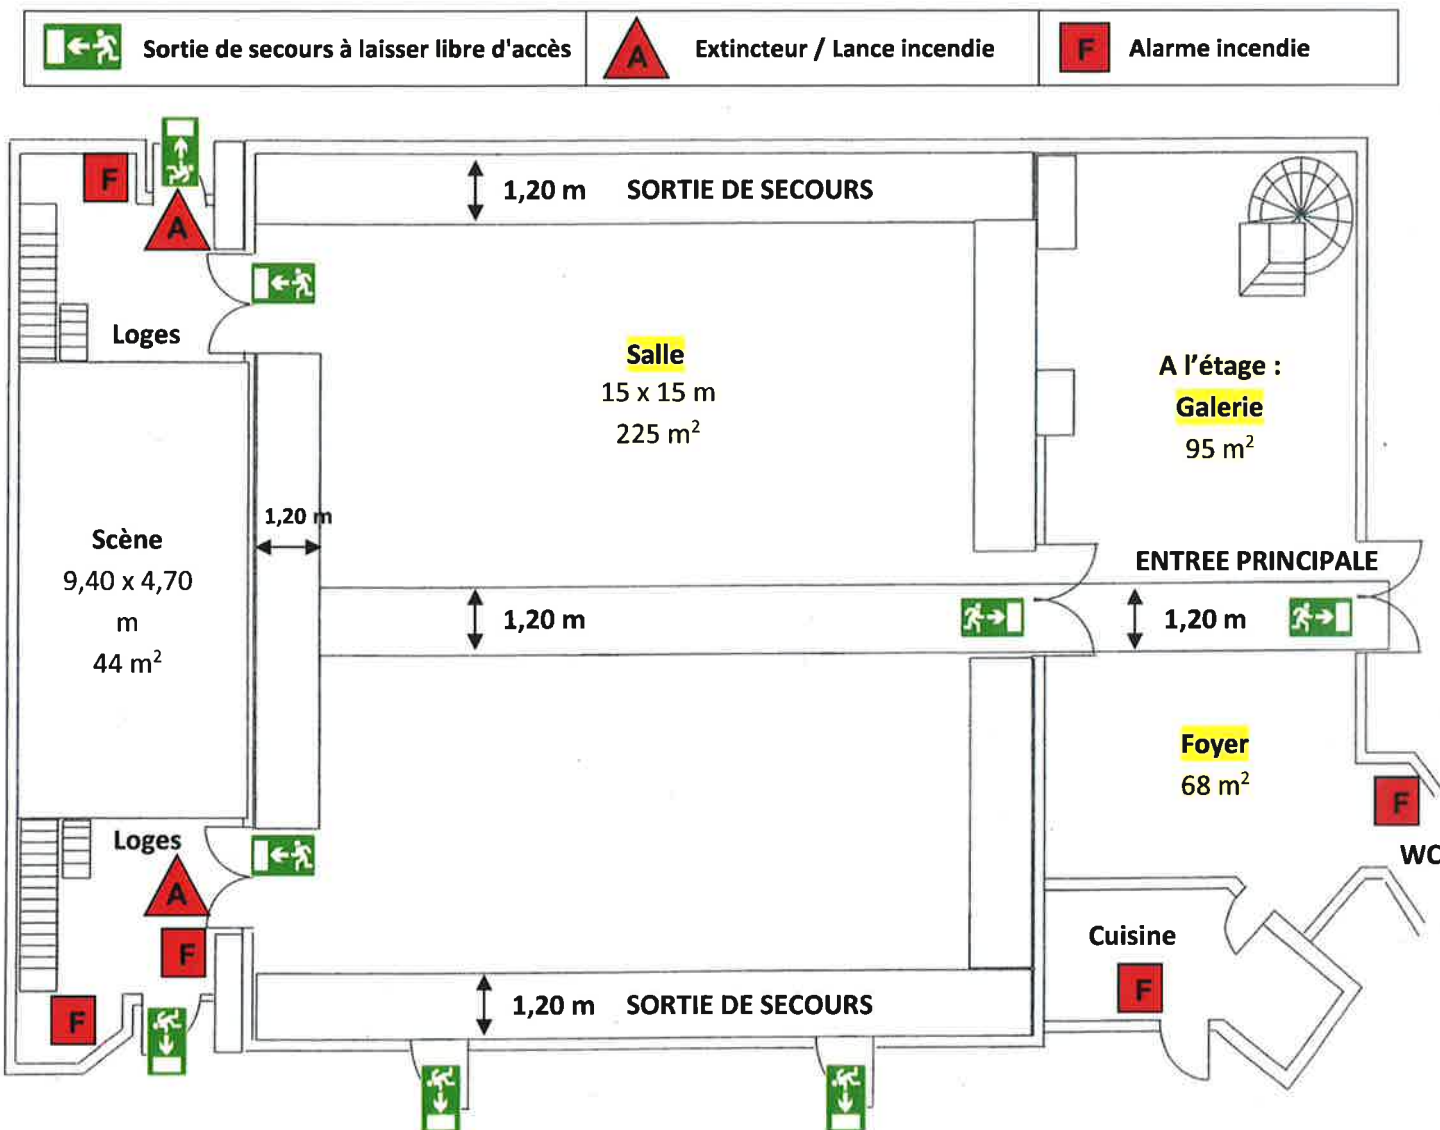 Sortie de secours à laisser libre d'accès
A
Extincteur / Lance incendie
F
Alarme incendie
F
A
1,20 m SORTIE DE SECOURS
Loges
Salle
15 x 15 m
225 m²
A l'étage :
Galerie
95 m²
1,20 m
Scène
9,40 x 4,70
m
44 m²
ENTREE PRINCIPALE
1,20 m
1,20 m
Foyer
68 m²
F
WC
Loges
A
F
Cuisine
F
F
1,20 m SORTIE DE SECOURS